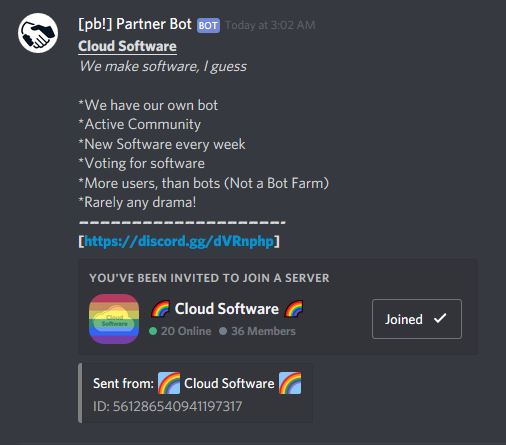 [pb!] Partner Bot BOT Today at 3:02 AM
Cloud Software
We make software, I guess
*We have our own bot
*Active Community
*New Software every week
*Voting for software
*More users, than bots (Not a Bot Farm)
*Rarely any drama!
[https://discord.gg/dVRnphp]
YOU'VE BEEN INVITED TO JOIN A SERVER
Cloud Software
🌈 Cloud Software 🌈
20 Online 36 Members
Joined
Sent from: 🌈 Cloud Software 🌈
ID: 561286540941197317